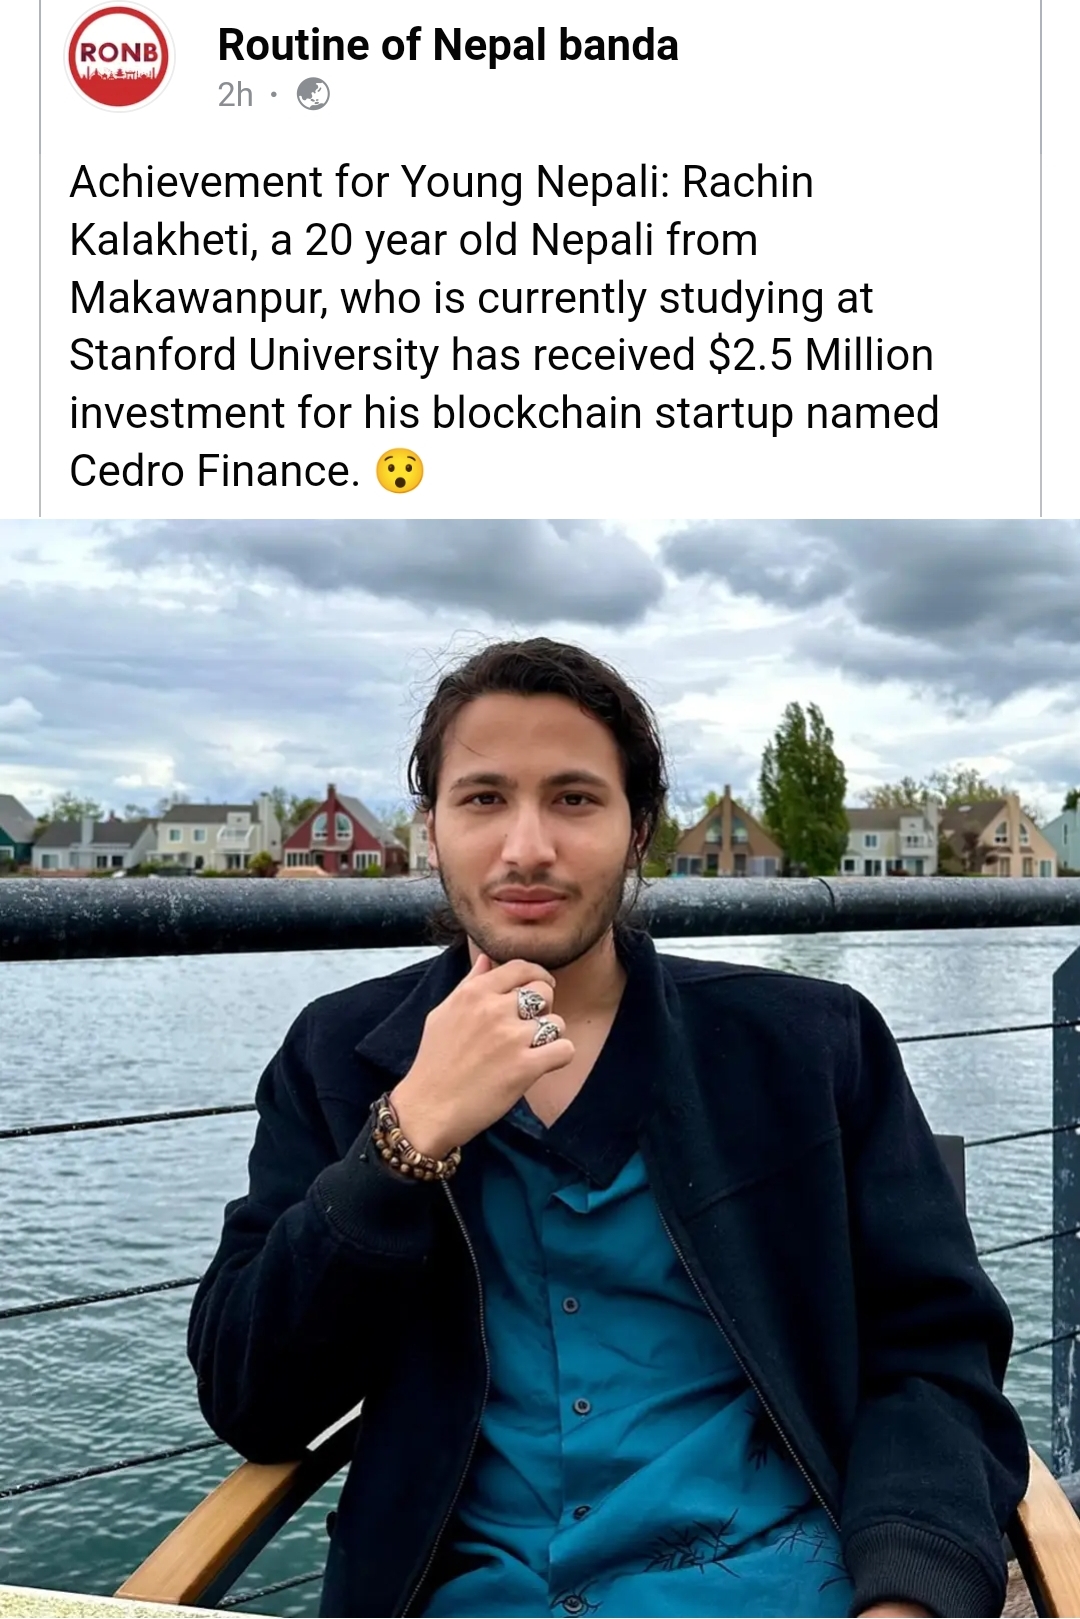 RONB
Routine of Nepal banda
2h ·
Achievement for Young Nepali: Rachin
Kalakheti, a 20 year old Nepali from
Makawanpur, who is currently studying at
Stanford University has received $2.5 Million
investment for his blockchain startup named
Cedro Finance. 😯